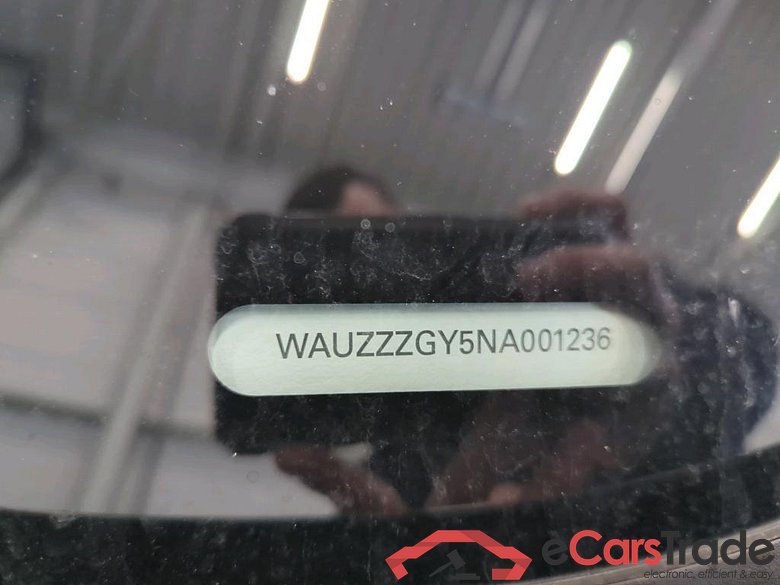 WAUZZZGY5NA001236
eCarsTrade
electronic, efficient & easy